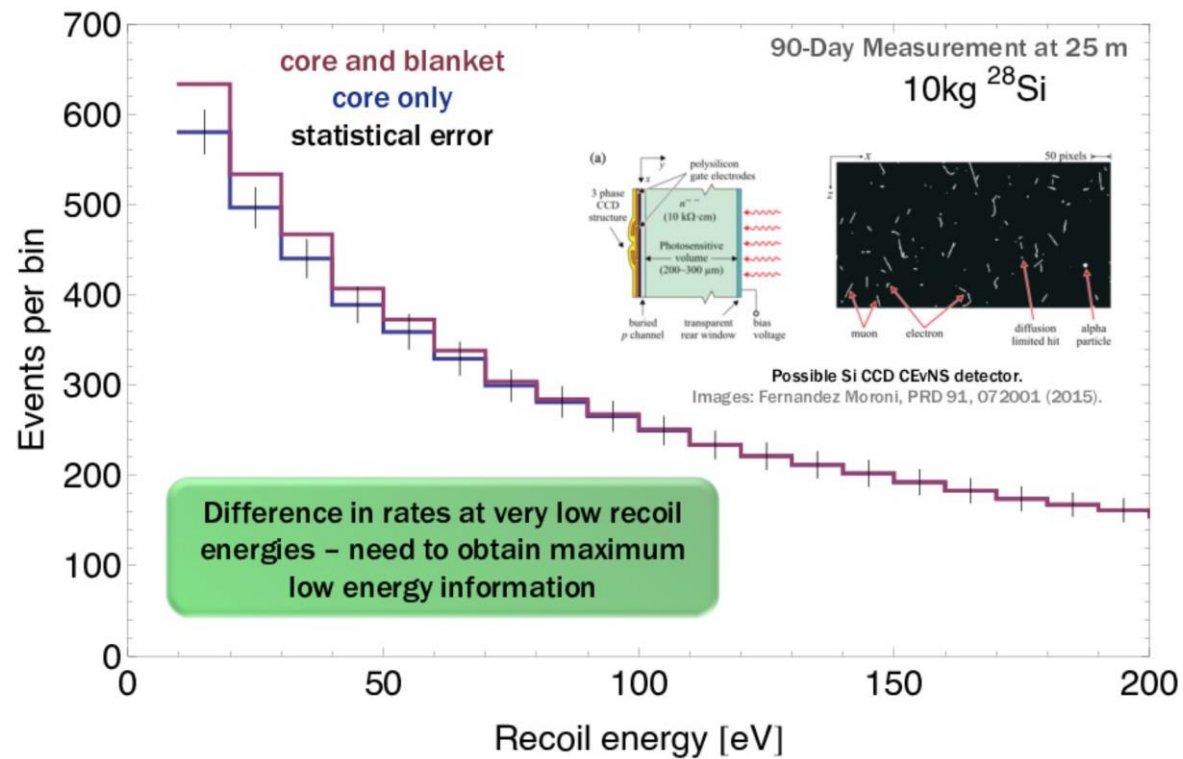 700
600
500
400
300
200
100
0
Events per bin
0
50
100
150
200
Recoil energy [eV]
core and blanket
core only
statistical error
90-Day Measurement at 25 m
10kg ²⁸Si
(a)
y
x
polysilicon
gate electrodes
3 phase
CCD
structure
n⁻⁻
(10 kΩ·cm)
Photosensitive
volume
(200~300 μm)
buried
p channel
transparent
rear window
bias
voltage
x
50 pixels
muon
electron
diffusion
limited hit
alpha
particle
Possible Si CCD CEvNS detector.
Images: Fernandez Moroni, PRD 91, 072001 (2015).
Difference in rates at very low recoil
energies – need to obtain maximum
low energy information